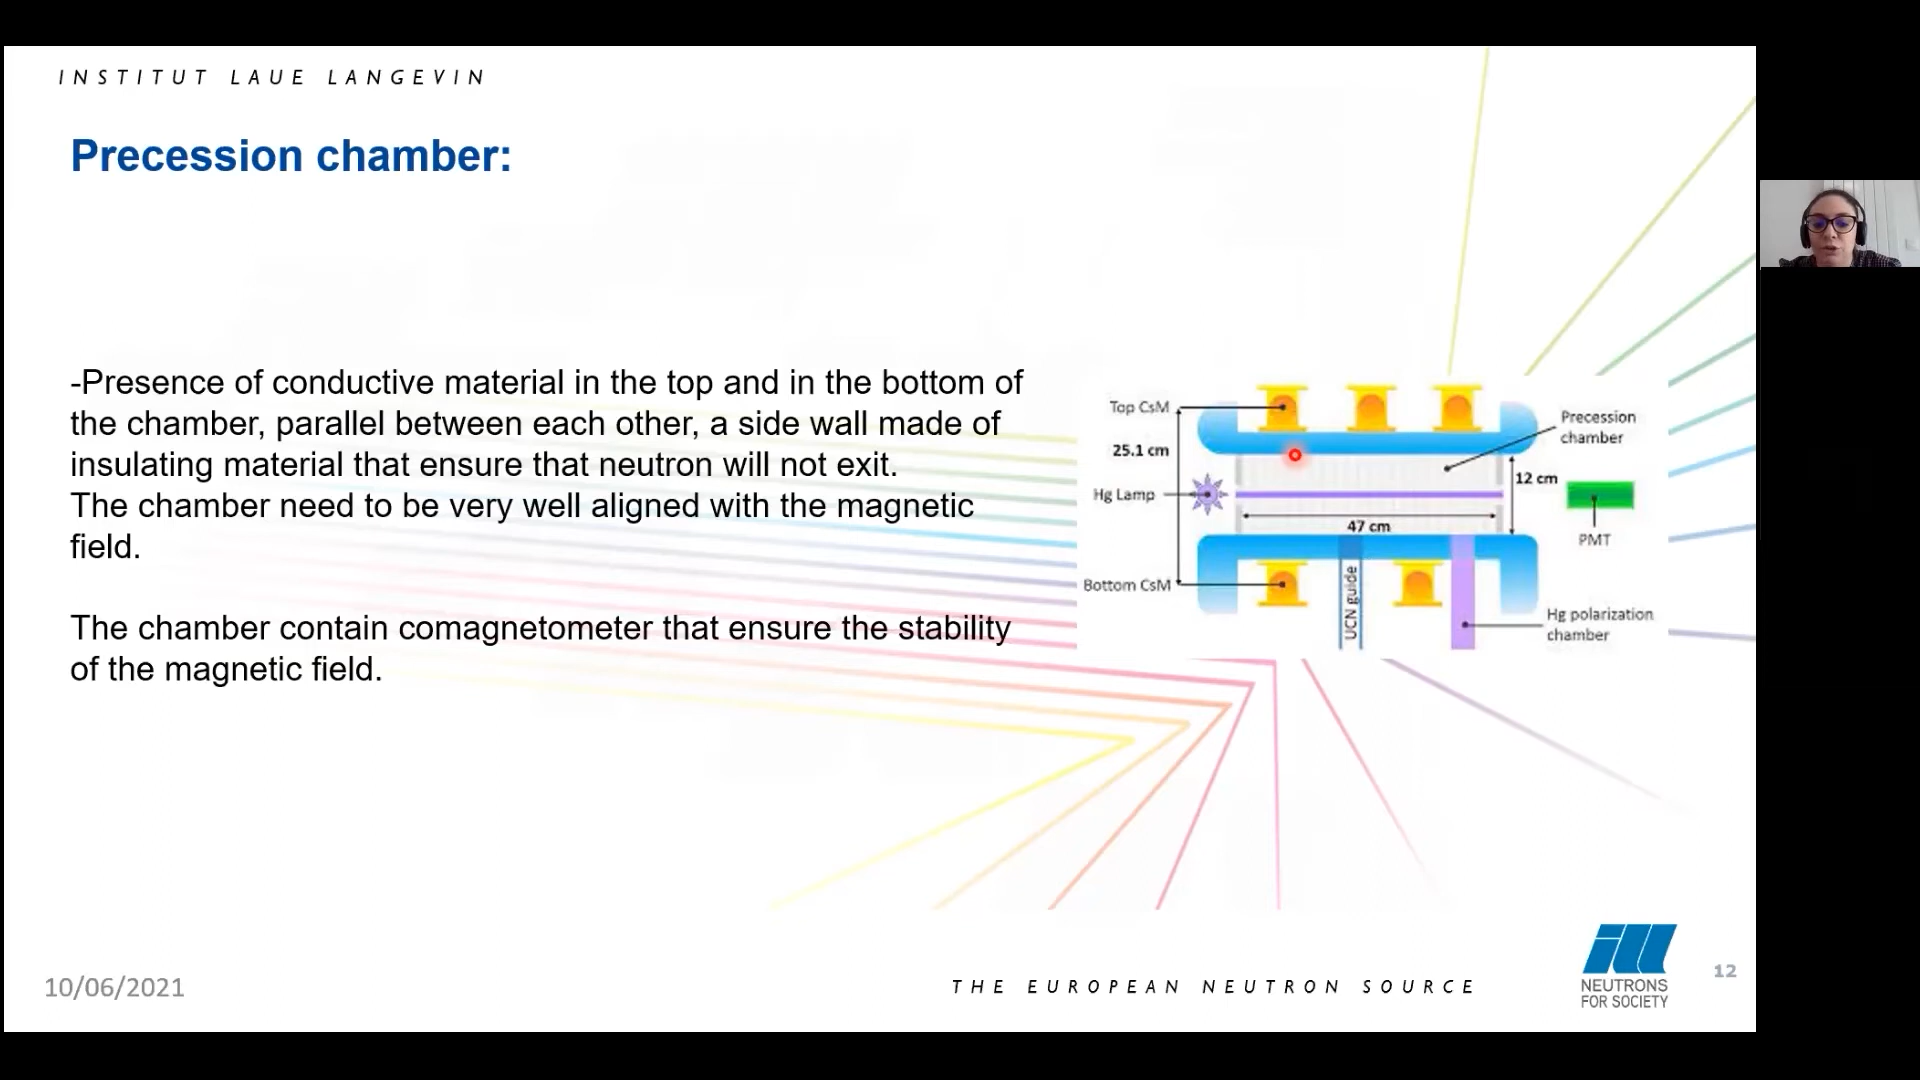 INSTITUT LAUE LANGEVIN
Precession chamber:
-Presence of conductive material in the top and in the bottom of
the chamber, parallel between each other, a side wall made of
insulating material that ensure that neutron will not exit.
The chamber need to be very well aligned with the magnetic
field.
The chamber contain comagnetometer that ensure the stability
of the magnetic field.
Top CsM
25.1 cm
Hg Lamp
Bottom CsM
Precession
chamber
12 cm
47 cm
PMT
UCN guide
Hg polarization
chamber
10/06/2021
THE EUROPEAN NEUTRON SOURCE
ill
NEUTRONS
FOR SOCIETY
12